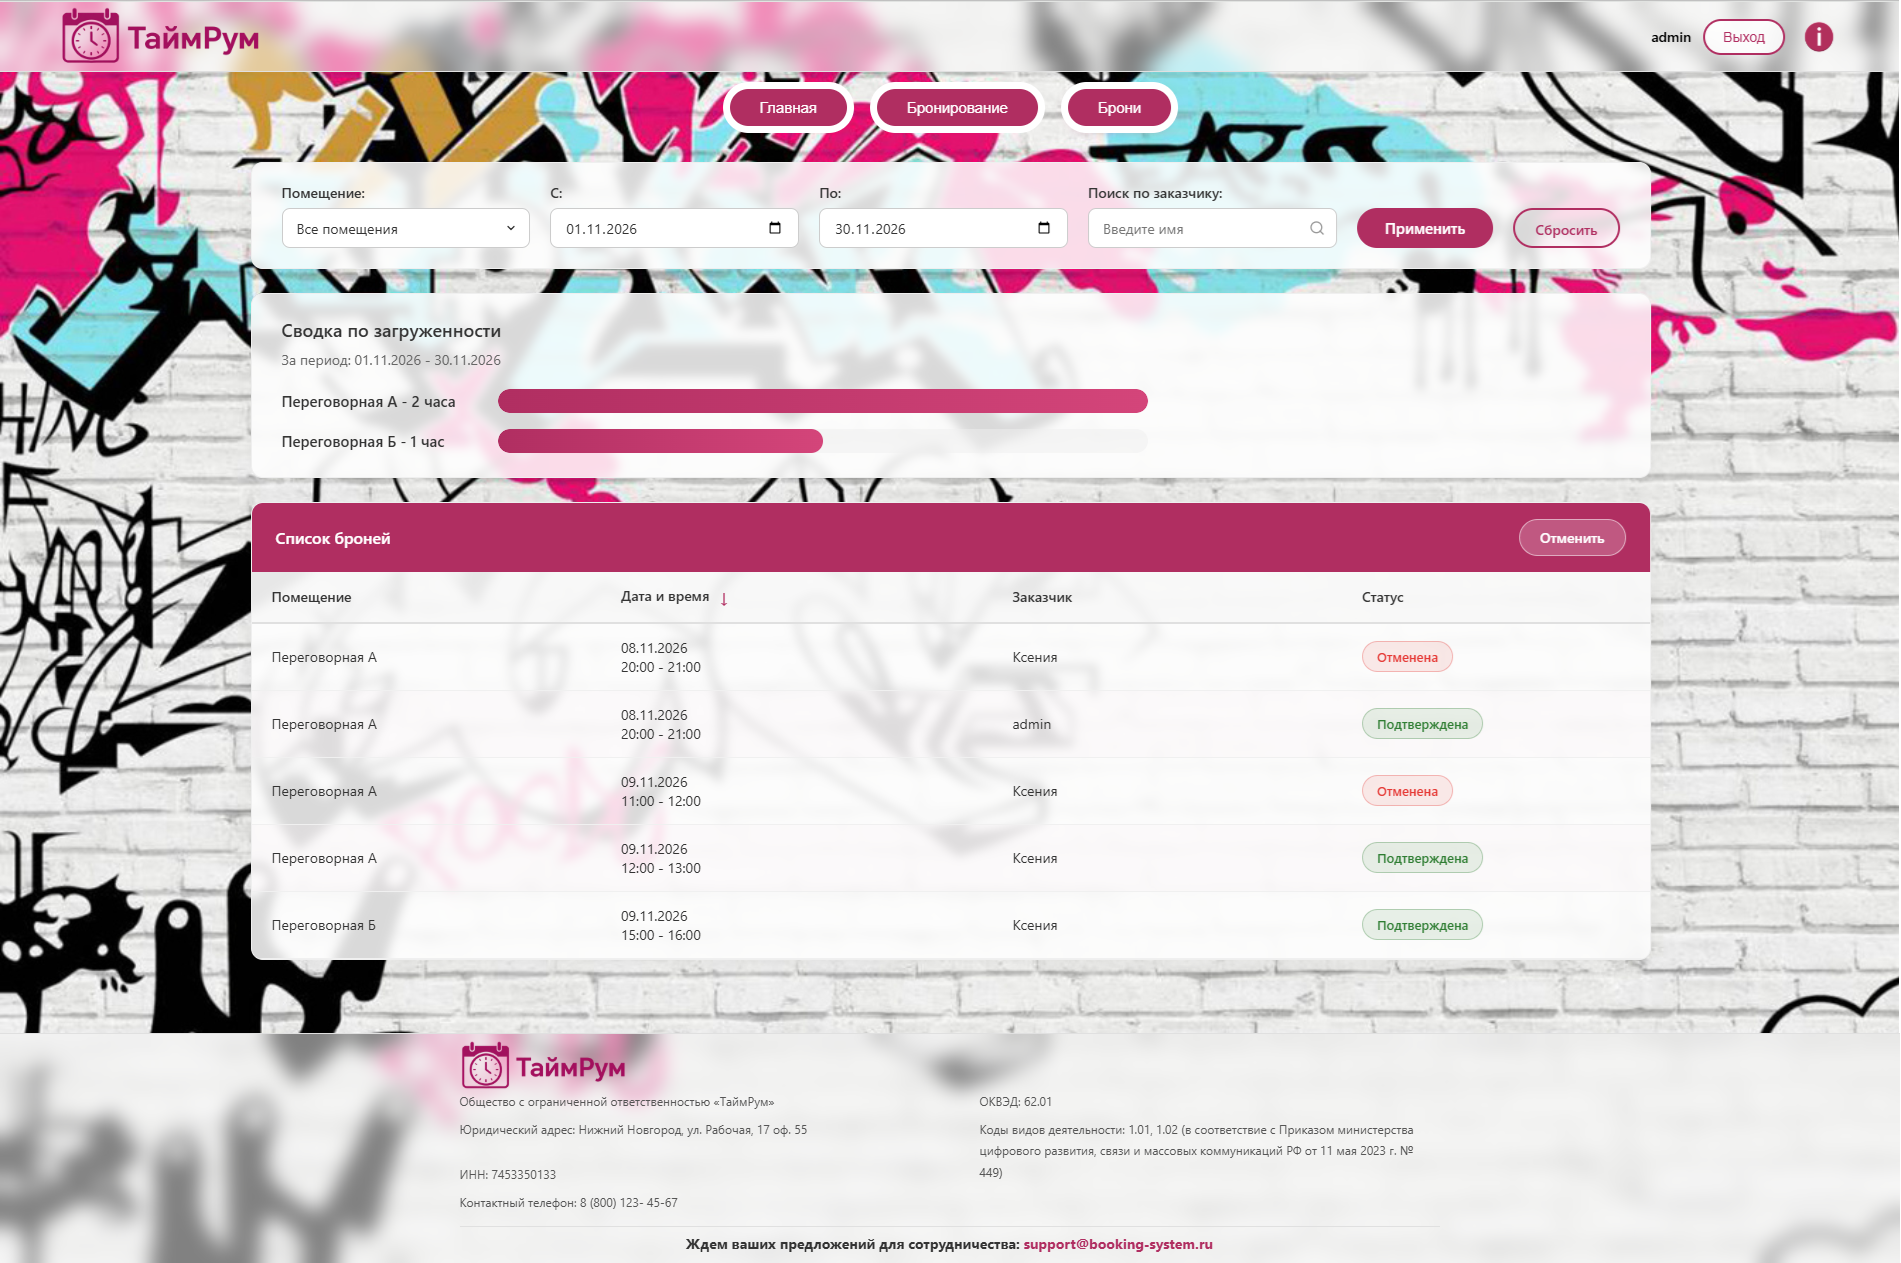 ТаймРум
admin
Выход
Главная
Бронирование
Брони
Помещение:
С:
По:
Поиск по заказчику:
Все помещения
01.11.2026
30.11.2026
Введите имя
Применить
Сбросить
Сводка по загруженности
За период: 01.11.2026 - 30.11.2026
Переговорная А - 2 часа
Переговорная Б - 1 час
Список броней
Отменить
Помещение
Дата и время ↓
Заказчик
Статус
Переговорная А
08.11.2026
20:00 - 21:00
Ксения
Отменена
Переговорная А
08.11.2026
20:00 - 21:00
admin
Подтверждена
Переговорная А
09.11.2026
11:00 - 12:00
Ксения
Отменена
Переговорная А
09.11.2026
12:00 - 13:00
Ксения
Подтверждена
Переговорная Б
09.11.2026
15:00 - 16:00
Ксения
Подтверждена
ТаймРум
Общество с ограниченной ответственностью «ТаймРум»
Юридический адрес: Нижний Новгород, ул. Рабочая, 17 оф. 55
ИНН: 7453350133
Контактный телефон: 8 (800) 123- 45-67
ОКВЭД: 62.01
Коды видов деятельности: 1.01, 1.02 (в соответствие с Приказом министерства
цифрового развития, связи и массовых коммуникаций РФ от 11 мая 2023 г. №
449)
Ждем ваших предложений для сотрудничества: support@booking-system.ru